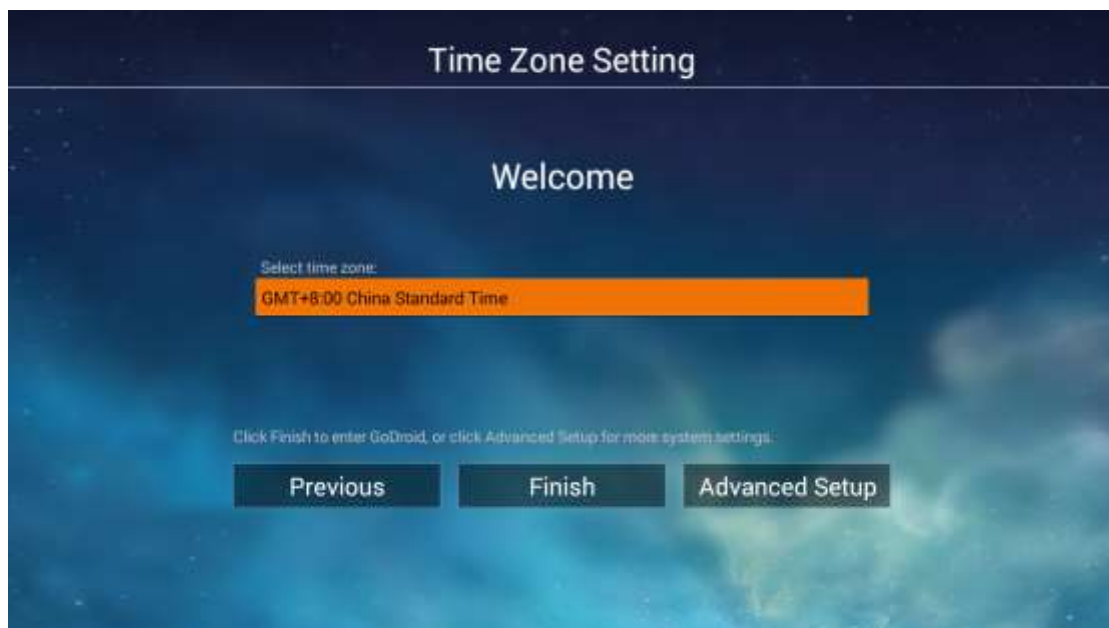 Time Zone Setting
Welcome
Select time zone:
GMT+8:00 China Standard Time
Click Finish to enter GoDroid, or click Advanced Setup for more system settings.
Previous
Finish
Advanced Setup